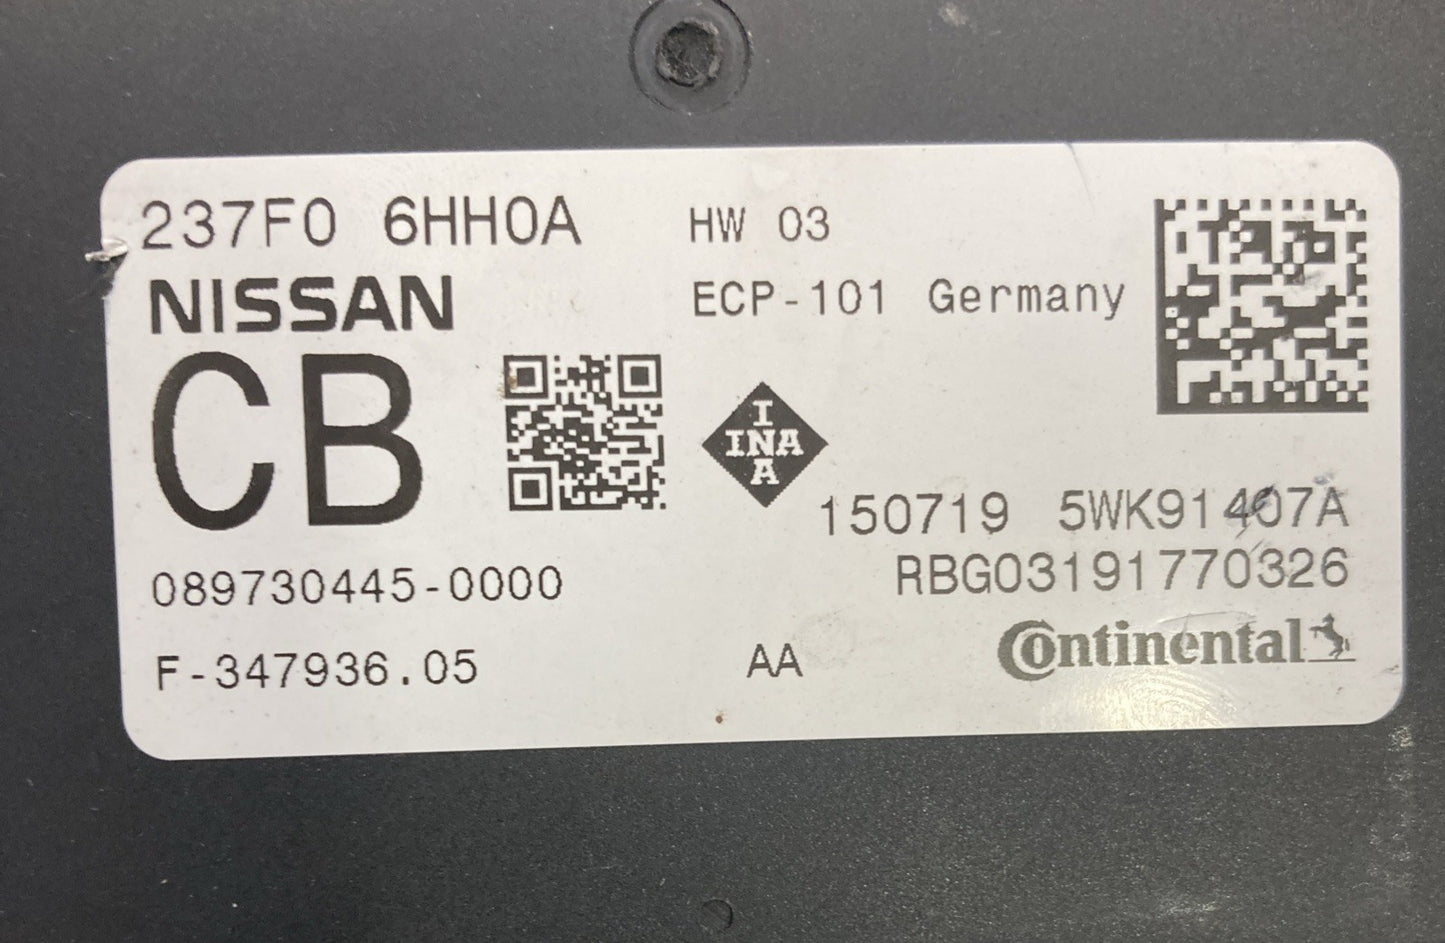 237F0 6HH0A HW 03
NISSAN ECP-101 Germany
CB
I
INA
A
150719 5WK91407A
089730445-0000 RBG03191770326
F-347936.05 AA Continental